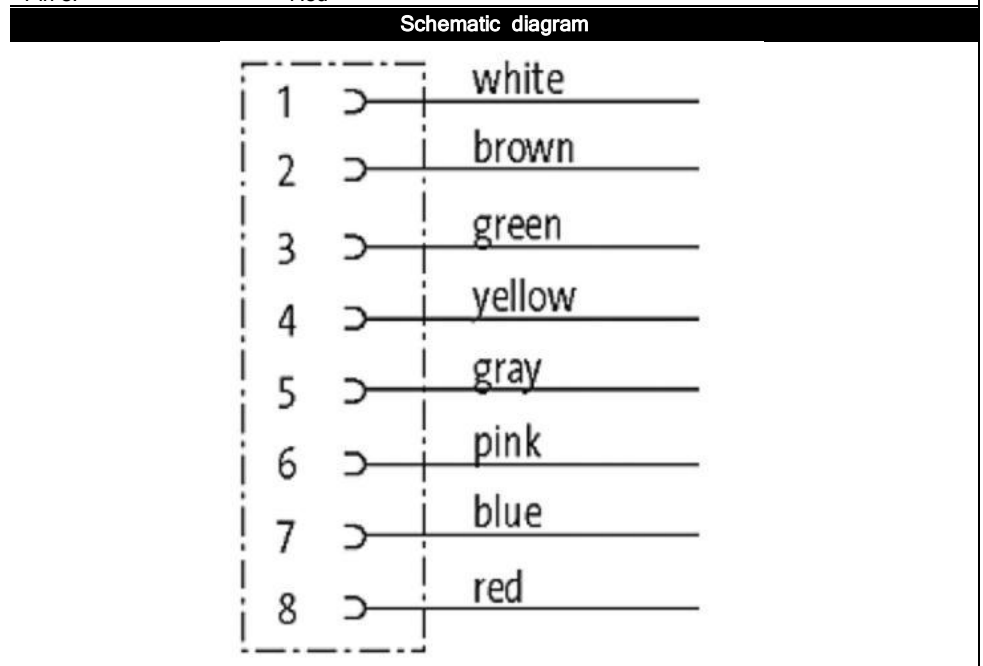 Schematic diagram
1 white
2 brown
3 green
4 yellow
5 gray
6 pink
7 blue
8 red